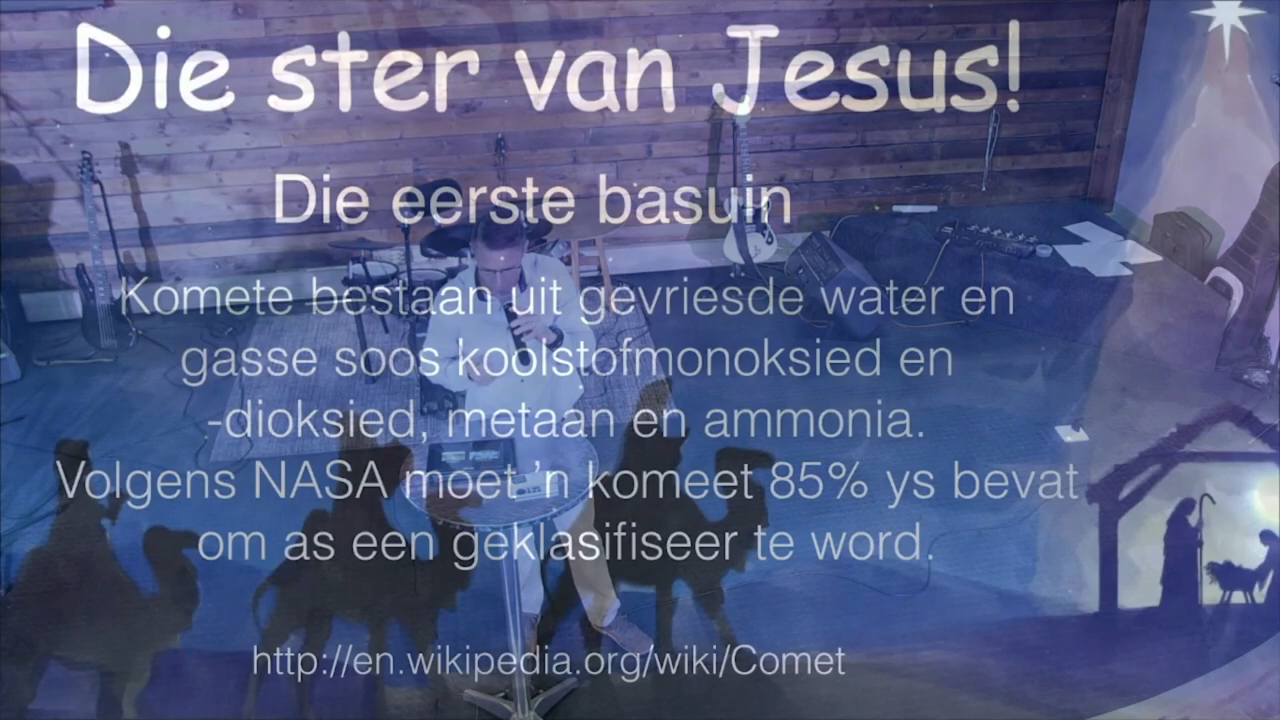 Die ster van Jesus!
Die eerste basuin
Komete bestaan uit gevriesde water en
gasse soos koolstofmonoksied en
-dioksied, metaan en ammonia.
Volgens NASA moet ’n komeet 85% ys bevat
om as een geklasifiseer te word.
http://en.wikipedia.org/wiki/Comet